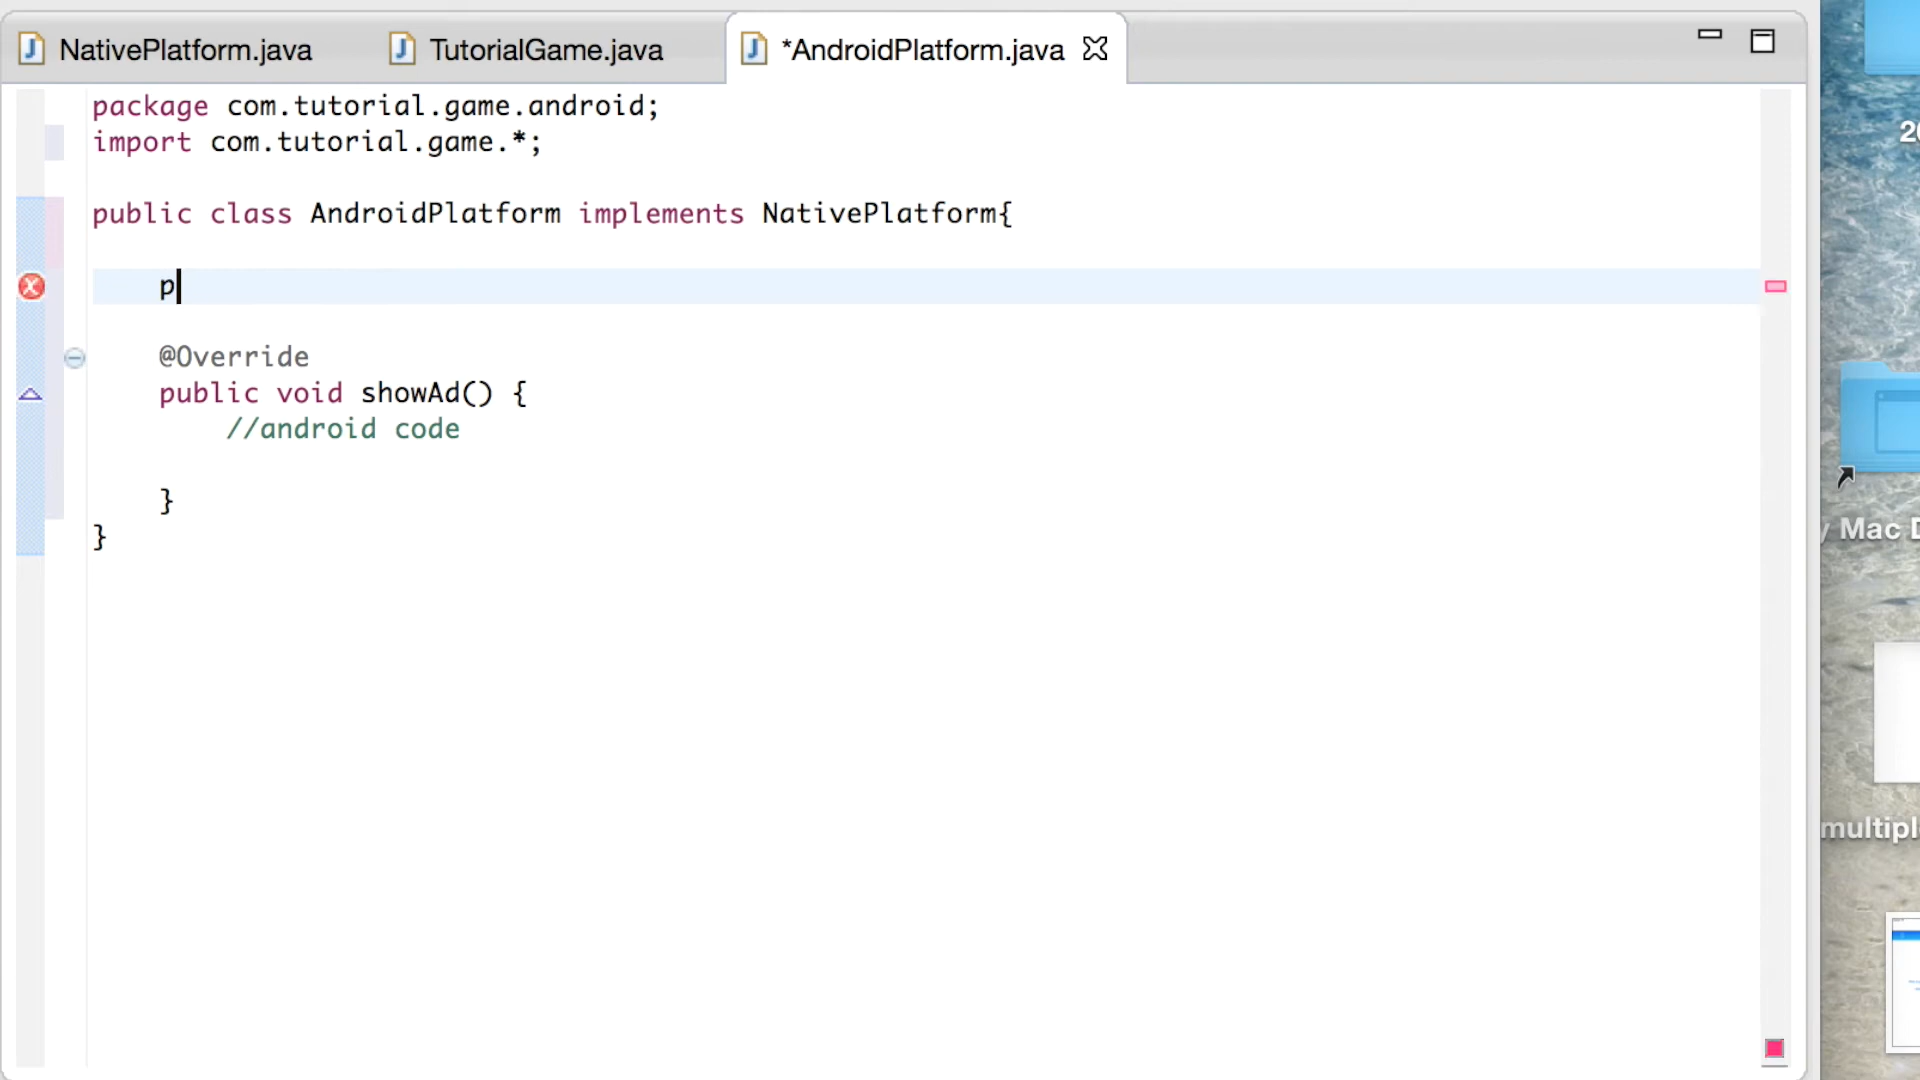 NativePlatform.java
TutorialGame.java
*AndroidPlatform.java
package com.tutorial.game.android;
import com.tutorial.game.*;
public class AndroidPlatform implements NativePlatform{
p
@Override
public void showAd() {
//android code
}
}
Mac
multipl